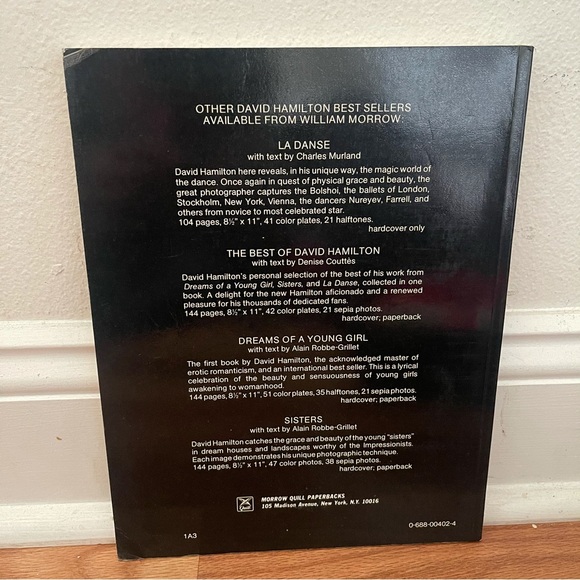 OTHER DAVID HAMILTON BEST SELLERS
AVAILABLE FROM WILLIAM MORROW:
LA DANSE
with text by Charles Murland
David Hamilton here reveals, in his unique way, the magic world of
the dance. Once again in quest of physical grace and beauty, the
great photographer captures the Bolshoi, the ballets of London,
Stockholm, New York, Vienna, the dancers Nureyev, Farrell, and
others from novice to most celebrated star.
104 pages, 8½" x 11", 41 color plates, 21 halftones.
hardcover only
THE BEST OF DAVID HAMILTON
with text by Denise Couttès
David Hamilton's personal selection of the best of his work from
Dreams of a Young Girl, Sisters, and La Danse, collected in one
book. A delight for the new Hamilton aficionado and a renewed
pleasure for his thousands of dedicated fans.
144 pages, 8½" x 11", 42 color plates, 21 sepia photos.
hardcover; paperback
DREAMS OF A YOUNG GIRL
with text by Alain Robbe-Grillet
The first book by David Hamilton, the acknowledged master of
erotic romanticism, and an international best seller. This is a lyrical
celebration of the beauty and sensuousness of young girls
awakening to womanhood.
144 pages, 8½" x 11", 51 color plates, 35 halftones, 21 sepia photos.
hardcover; paperback
SISTERS
with text by Alain Robbe-Grillet
David Hamilton catches the grace and beauty of the young "sisters"
in dream houses and landscapes worthy of the Impressionists.
Each image demonstrates his unique photographic technique.
144 pages, 8½" x 11", 47 color photos, 38 sepia photos.
hardcover; paperback
Quill
MORROW QUILL PAPERBACKS
105 Madison Avenue, New York, N.Y. 10016
1A3
0-688-00402-4